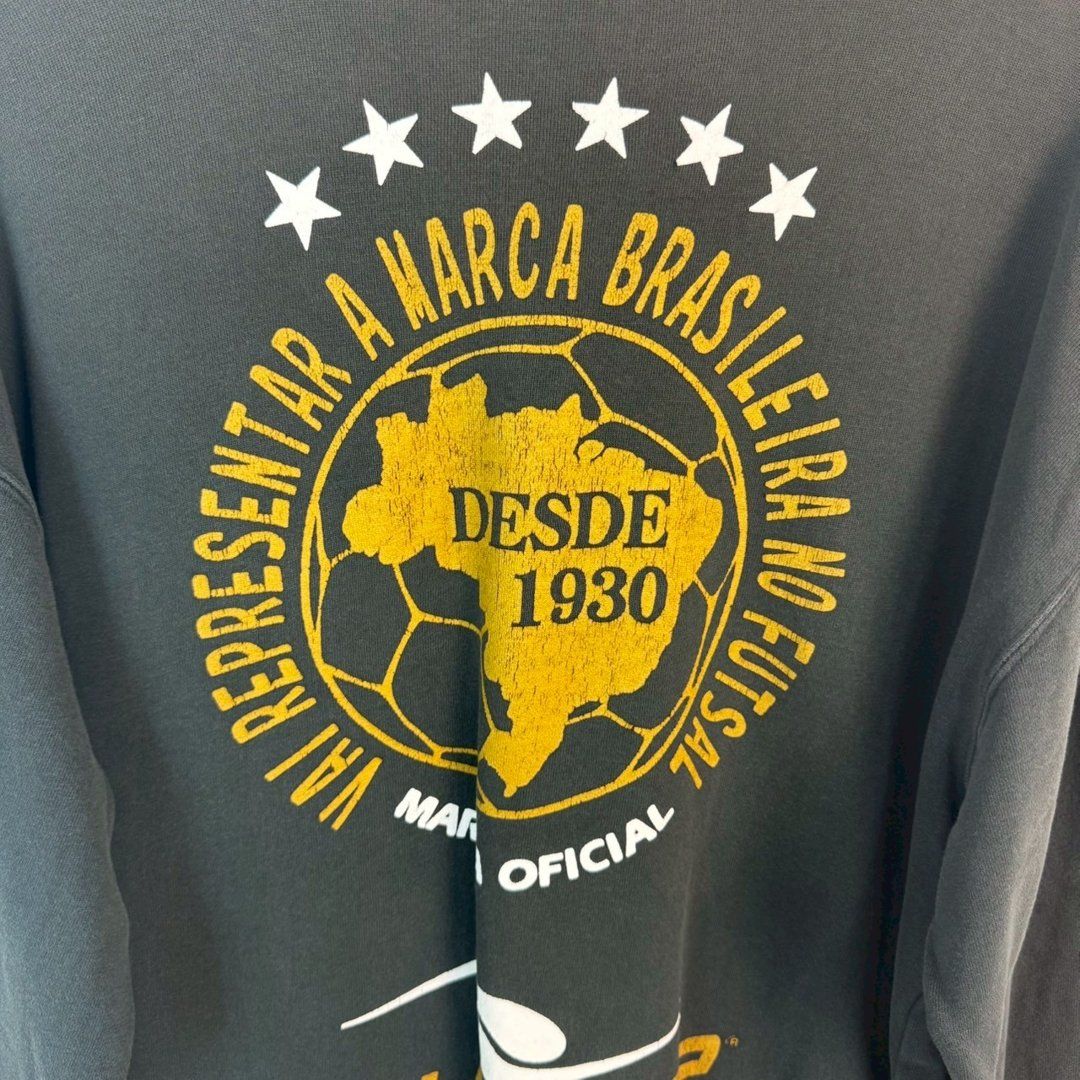 VAI REPRESENTAR A MARCA BRASILEIRA NO FUTSAL
DESDE
1930
OFICIAL